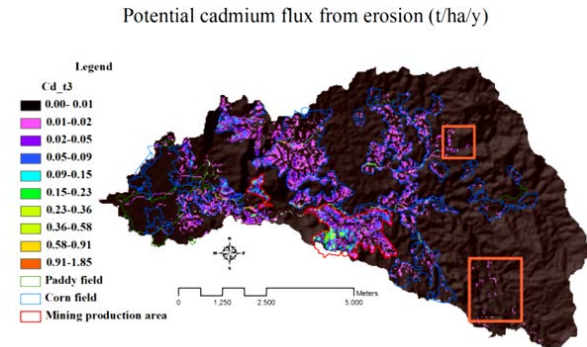 Potential cadmium flux from erosion (t/ha/y)
Legend
Cd_t3
0.00- 0.01
0.01-0.02
0.02-0.05
0.05-0.09
0.09-0.15
0.15-0.23
0.23-0.36
0.36-0.58
0.58-0.91
0.91-1.85
Paddy field
Corn field
Mining production area
0 1.250 2.500 5.000
Meters